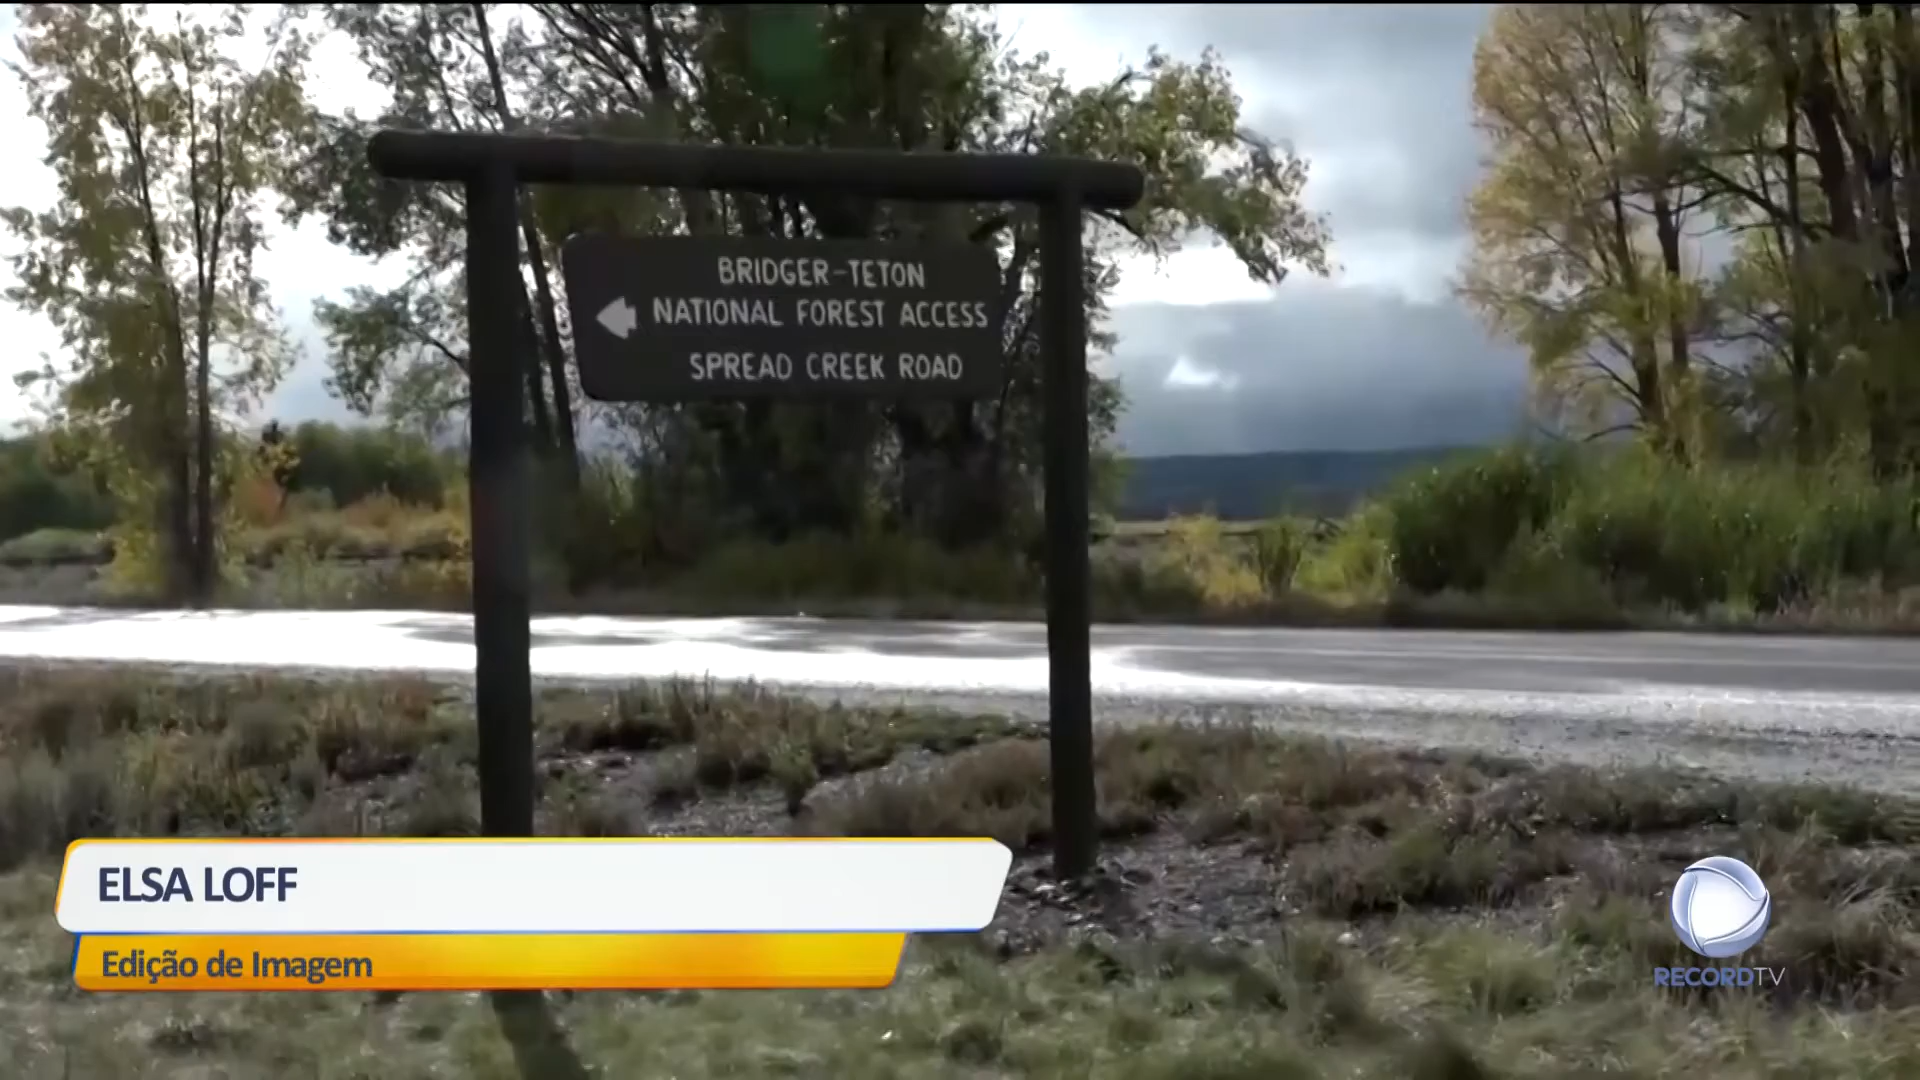 BRIDGER-TETON
NATIONAL FOREST ACCESS
SPREAD CREEK ROAD
ELSA LOFF
Edição de Imagem
RECORDTV